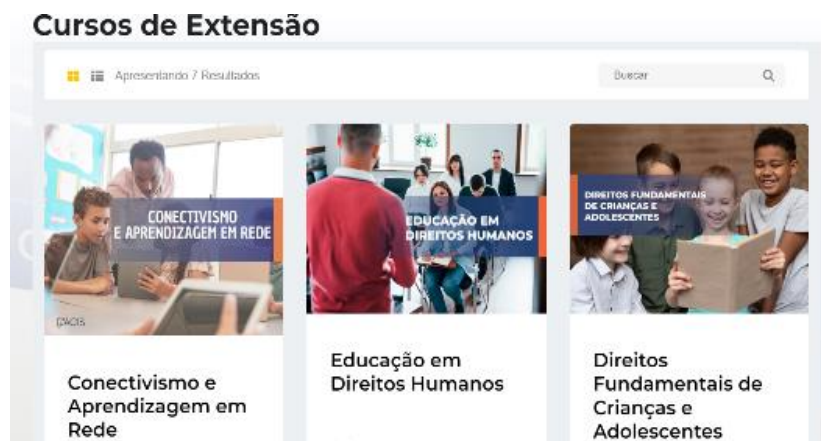 Cursos de Extensão
Apresentando 7 Resultados
Buscar
CONECTIVISMO
E APRENDIZAGEM EM REDE
EDUCAÇÃO EM
DIREITOS HUMANOS
DIREITOS FUNDAMENTAIS
DE CRIANÇAS E
ADOLESCENTES
Conectivismo e
Aprendizagem em
Rede
Educação em
Direitos Humanos
Direitos
Fundamentais de
Crianças e
Adolescentes